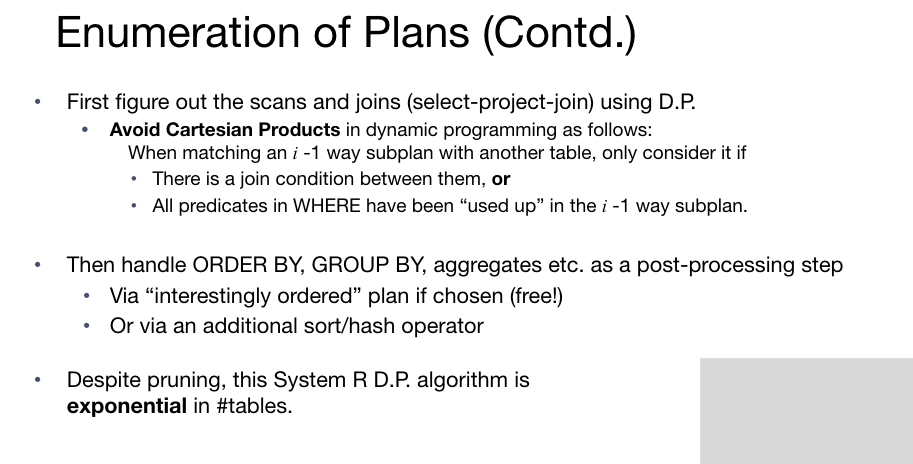 Enumeration of Plans (Contd.)
• First figure out the scans and joins (select-project-join) using D.P.
• Avoid Cartesian Products in dynamic programming as follows:
When matching an i -1 way subplan with another table, only consider it if
• There is a join condition between them, or
• All predicates in WHERE have been “used up” in the i -1 way subplan.
• Then handle ORDER BY, GROUP BY, aggregates etc. as a post-processing step
• Via “interestingly ordered” plan if chosen (free!)
• Or via an additional sort/hash operator
• Despite pruning, this System R D.P. algorithm is
exponential in #tables.